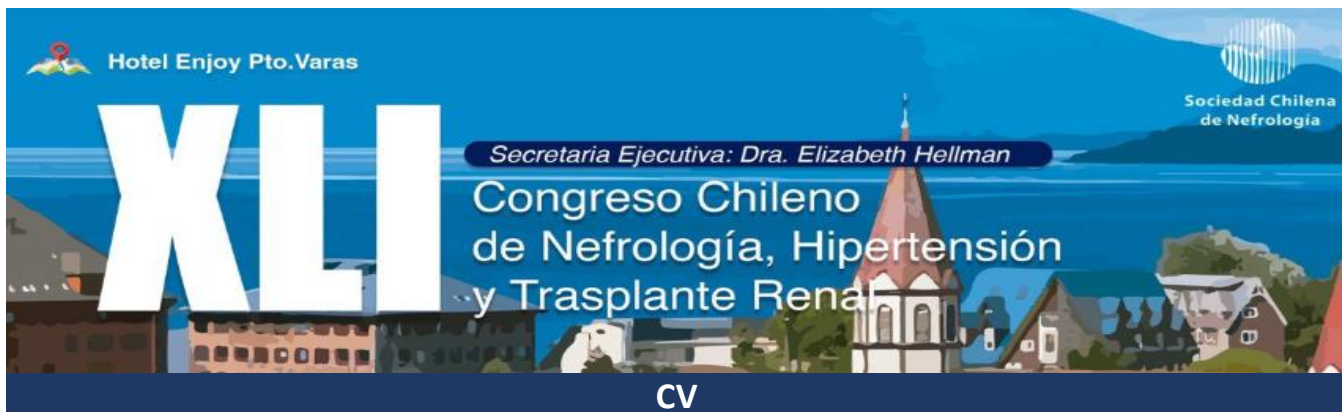 Hotel Enjoy Pto.Varas
Sociedad Chilena
de Nefrología
XLI
Secretaria Ejecutiva: Dra. Elizabeth Hellman
Congreso Chileno
de Nefrología, Hipertensión
y Trasplante Renal
CV